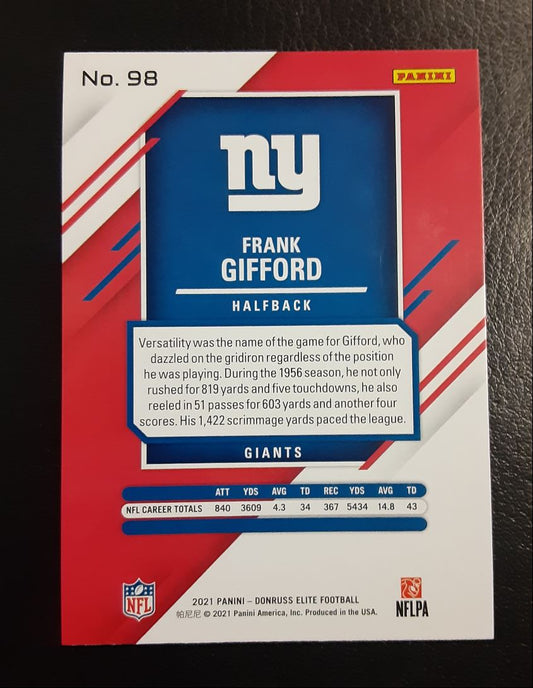 No. 98
PANINI
ny
FRANK
GIFFORD
HALFBACK
Versatility was the name of the game for Gifford, who
dazzled on the gridiron regardless of the position
he was playing. During the 1956 season, he not only
rushed for 819 yards and five touchdowns, he also
reeled in 51 passes for 603 yards and another four
scores. His 1,422 scrimmage yards paced the league.
GIANTS
ATT YDS AVG TD REC YDS AVG TD
NFL CAREER TOTALS 840 3609 4.3 34 367 5434 14.8 43
NFL
2021 PANINI – DONRUSS ELITE FOOTBALL
帕尼尼 © 2021 Panini America, Inc. Produced in the USA.
NFLPA